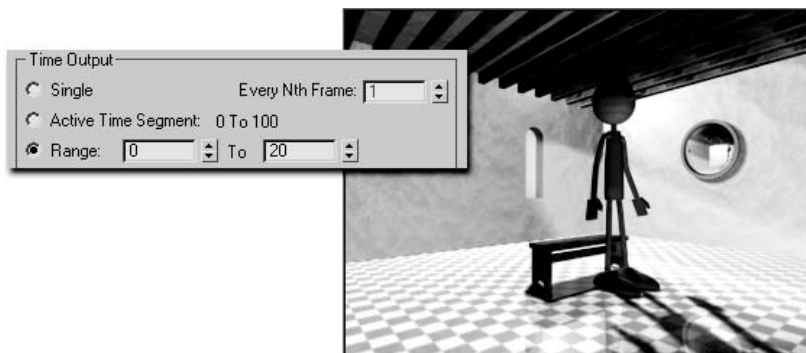 Time Output
Single Every Nth Frame: 1
Active Time Segment: 0 To 100
Range: 0 To 20